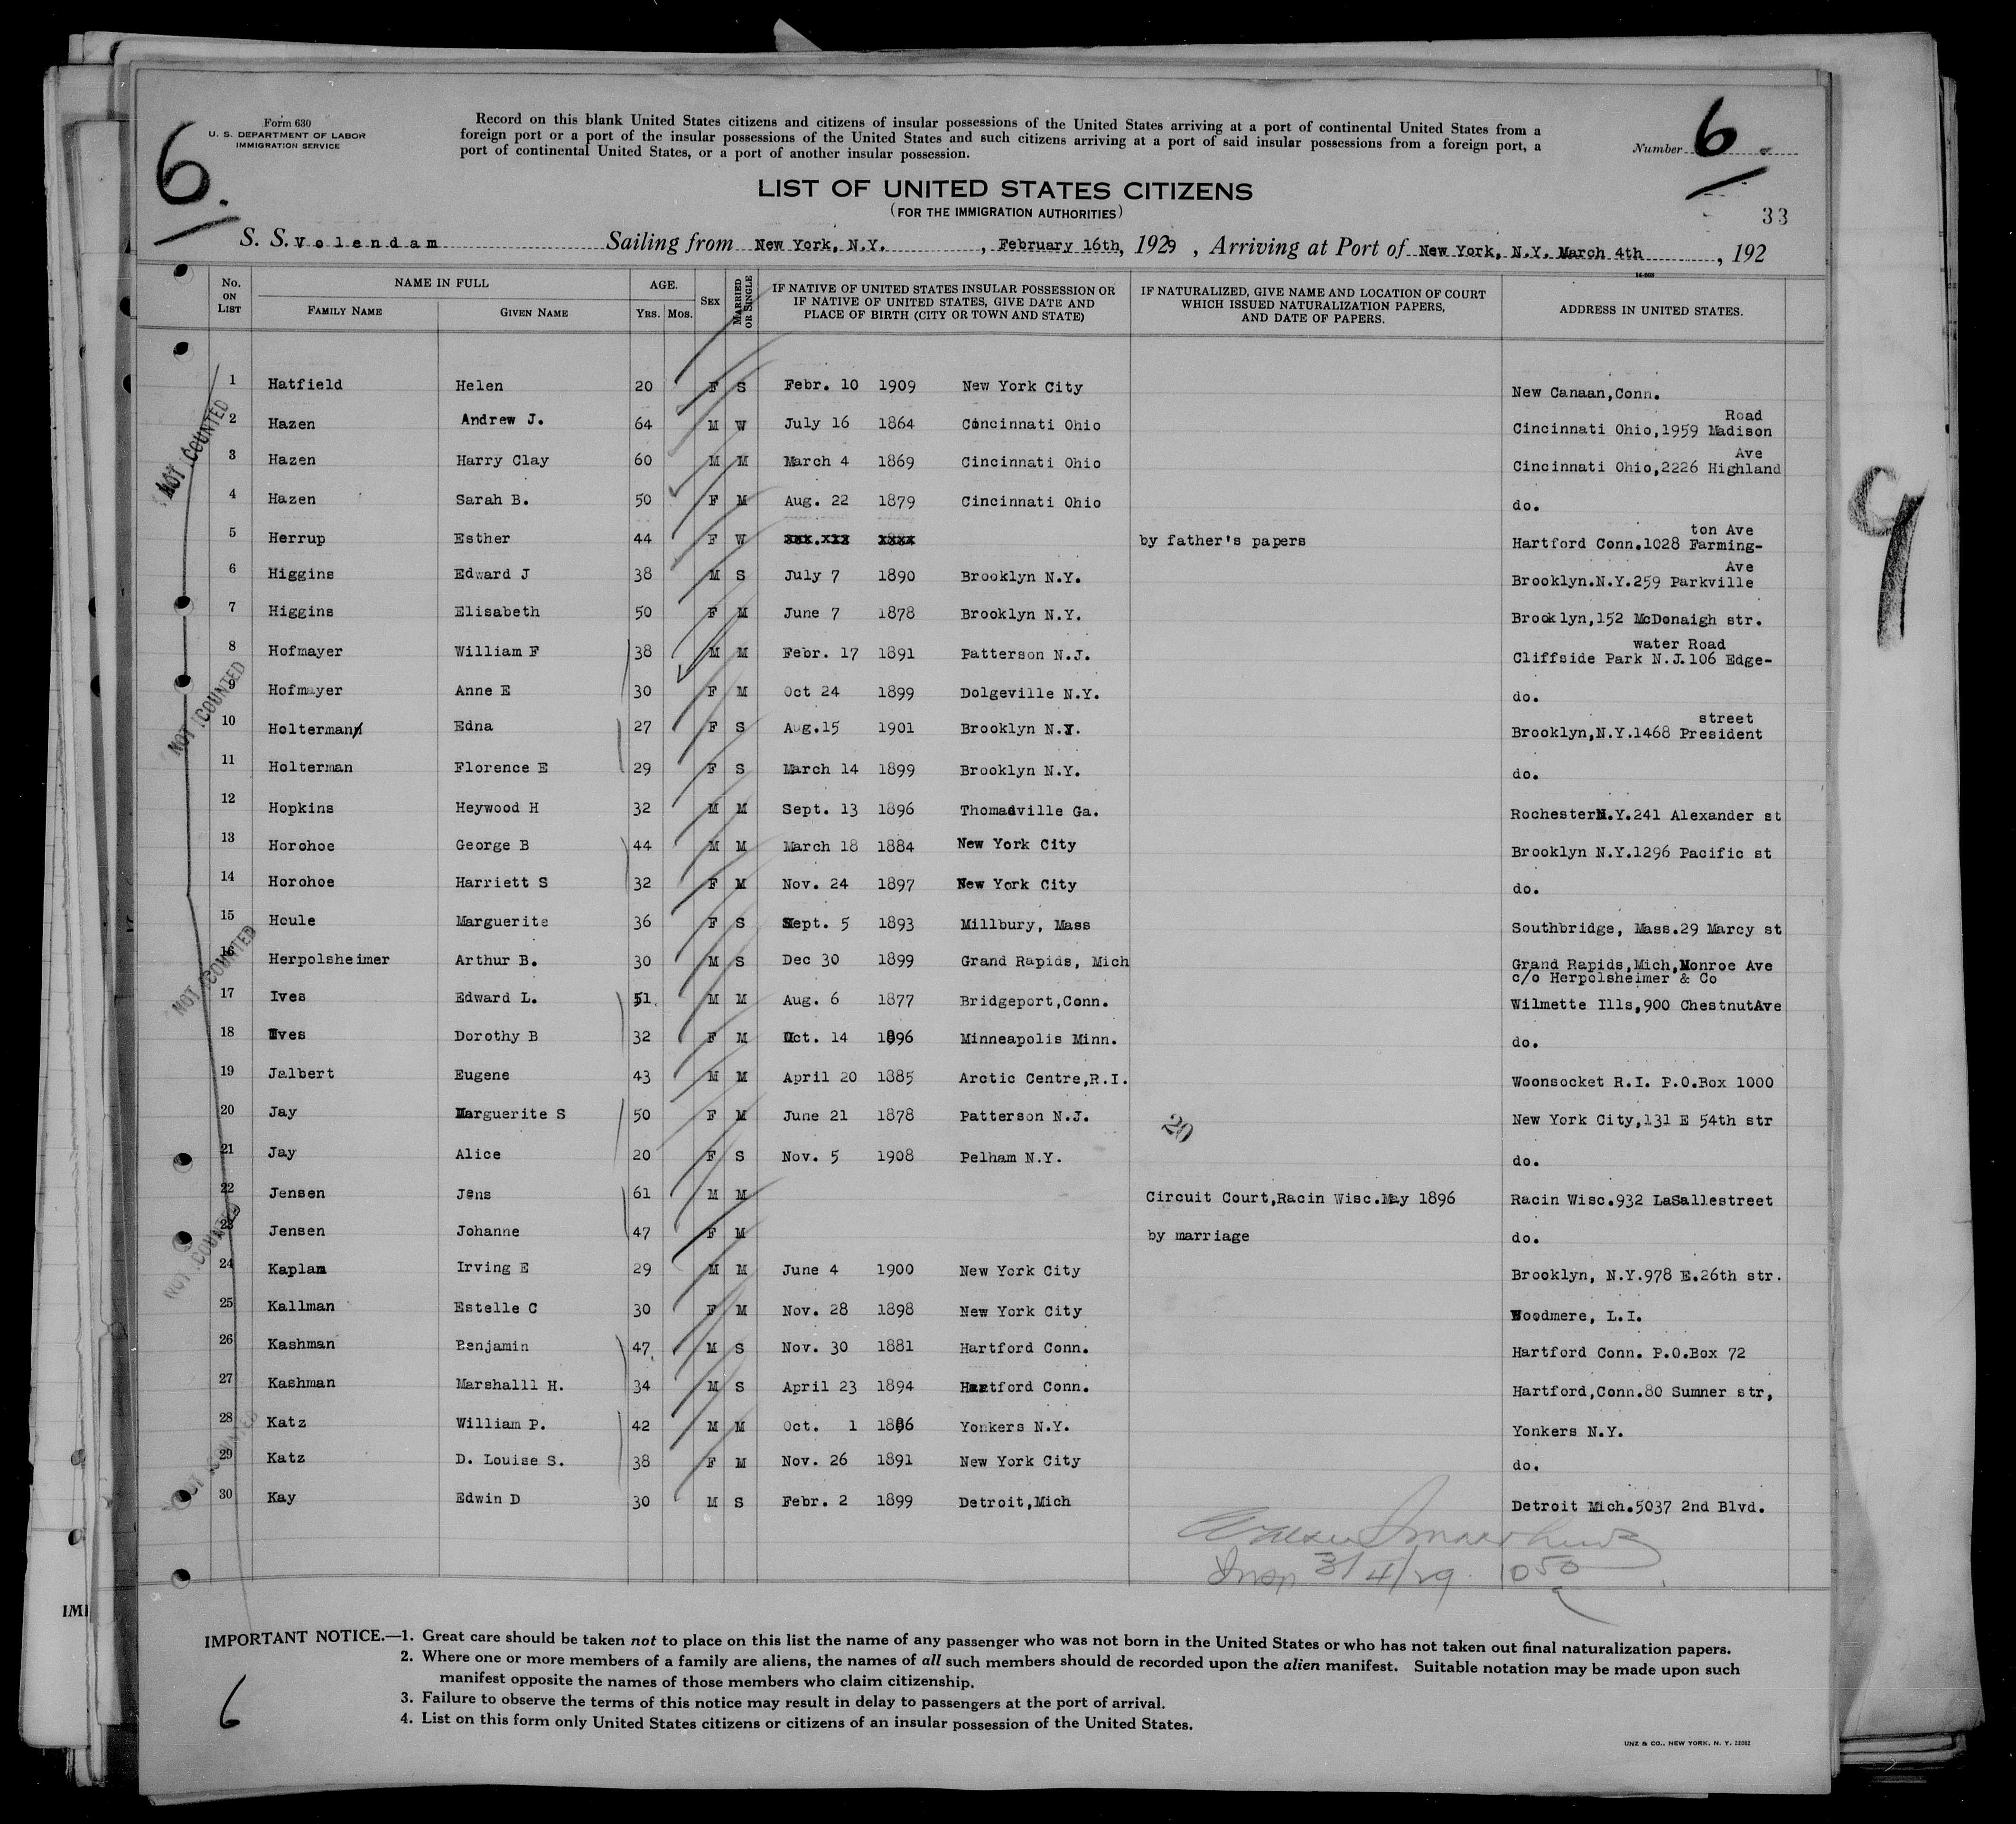 Form 630
U. S. DEPARTMENT OF LABOR
IMMIGRATION SERVICE
6.
Record on this blank United States citizens and citizens of insular possessions of the United States arriving at a port of continental United States from a
foreign port or a port of the insular possessions of the United States and such citizens arriving at a port of said insular possessions from a foreign port, a
port of continental United States, or a port of another insular possession.
Number 6
LIST OF UNITED STATES CITIZENS
(FOR THE IMMIGRATION AUTHORITIES)
33
S. S. Volendam Sailing from New York, N.Y. , February 16th, 1929 , Arriving at Port of New York, N.Y. March 4th , 192
14-503
No. ON LIST NAME IN FULL FAMILY NAME GIVEN NAME AGE. YRS. MOS. SEX MARRIED OR SINGLE IF NATIVE OF UNITED STATES INSULAR POSSESSION OR IF NATIVE OF UNITED STATES, GIVE DATE AND PLACE OF BIRTH (CITY OR TOWN AND STATE) IF NATURALIZED, GIVE NAME AND LOCATION OF COURT WHICH ISSUED NATURALIZATION PAPERS, AND DATE OF PAPERS. ADDRESS IN UNITED STATES.
1 Hatfield Helen 20 F S Febr. 10 1909 New York City New Canaan,Conn.
2 Hazen Andrew J. 64 M W July 16 1864 Cincinnati Ohio Cincinnati Ohio,1959 Madison Road
3 Hazen Harry Clay 60 M M March 4 1869 Cincinnati Ohio Cincinnati Ohio,2226 Highland Ave
4 Hazen Sarah B. 50 F M Aug. 22 1879 Cincinnati Ohio do.
5 Herrup Esther 44 F W xxx.xxx xxxx by father's papers Hartford Conn.1028 Farming-ton Ave
6 Higgins Edward J 38 M S July 7 1890 Brooklyn N.Y. Brooklyn.N.Y.259 Parkville Ave
7 Higgins Elisabeth 50 F M June 7 1878 Brooklyn N.Y. Brooklyn,152 McDonaigh str.
8 Hofmayer William F 38 M M Febr. 17 1891 Patterson N.J. Cliffside Park N.J.106 Edge-water Road
9 Hofmayer Anne E 30 F M Oct 24 1899 Dolgeville N.Y. do.
10 Holtermann Edna 27 F S Aug.15 1901 Brooklyn N.Y. Brooklyn,N.Y.1468 President street
11 Holterman Florence E 29 F S March 14 1899 Brooklyn N.Y. do.
12 Hopkins Heywood H 32 M M Sept. 13 1896 Thomasville Ga. RochesterN.Y.241 Alexander st
13 Horohoe George B 44 M M March 18 1884 New York City Brooklyn N.Y.1296 Pacific st
14 Horohoe Harriett S 32 F M Nov. 24 1897 New York City do.
15 Houle Marguerite 36 F S Sept. 5 1893 Millbury, Mass Southbridge, Mass.29 Marcy st
16 Herpolsheimer Arthur B. 30 M S Dec 30 1899 Grand Rapids, Mich Grand Rapids,Mich,Monroe Ave
c/o Herpolsheimer & Co
17 Ives Edward L. 51. M M Aug. 6 1877 Bridgeport,Conn. Wilmette Ills,900 ChestnutAve
18 Ives Dorothy B 32 F M Oct. 14 1896 Minneapolis Minn. do.
19 Jalbert Eugene 43 M M April 20 1885 Arctic Centre,R.I. Woonsocket R.I. P.O.Box 1000
20 Jay Marguerite S 50 F M June 21 1878 Patterson N.J. 20 New York City,131 E 54th str
21 Jay Alice 20 F S Nov. 5 1908 Pelham N.Y. do.
22 Jensen Jens 61 M M Circuit Court,Racin Wisc.May 1896 Racin Wisc.932 LaSallestreet
23 Jensen Johanne 47 F M by marriage do.
24 Kaplan Irving E 29 M M June 4 1900 New York City Brooklyn, N.Y.978 E.26th str.
25 Kallman Estelle C 30 F M Nov. 28 1898 New York City Woodmere, L.I.
26 Kashman Benjamin 47 M S Nov. 30 1881 Hartford Conn. Hartford Conn. P.O.Box 72
27 Kashman Marshalll H. 34 M S April 23 1894 Hartford Conn. Hartford,Conn.80 Sumner str,
28 Katz William P. 42 M M Oct. 1 1886 Yonkers N.Y. Yonkers N.Y.
29 Katz D. Louise S. 38 F M Nov. 26 1891 New York City do.
30 Kay Edwin D 30 M S Febr. 2 1899 Detroit,Mich Detroit Mich.5037 2nd Blvd.
NOT COUNTED
NOT COUNTED
NOT COUNTED
NOT COUNTED
NOT COUNTED
9
Insp 3/4/29 10 50
IMPORTANT NOTICE.—1. Great care should be taken not to place on this list the name of any passenger who was not born in the United States or who has not taken out final naturalization papers.
2. Where one or more members of a family are aliens, the names of all such members should de recorded upon the alien manifest. Suitable notation may be made upon such
manifest opposite the names of those members who claim citizenship.
3. Failure to observe the terms of this notice may result in delay to passengers at the port of arrival.
4. List on this form only United States citizens or citizens of an insular possession of the United States.
6
IMI
UNZ & CO., NEW YORK, N. Y. 22082